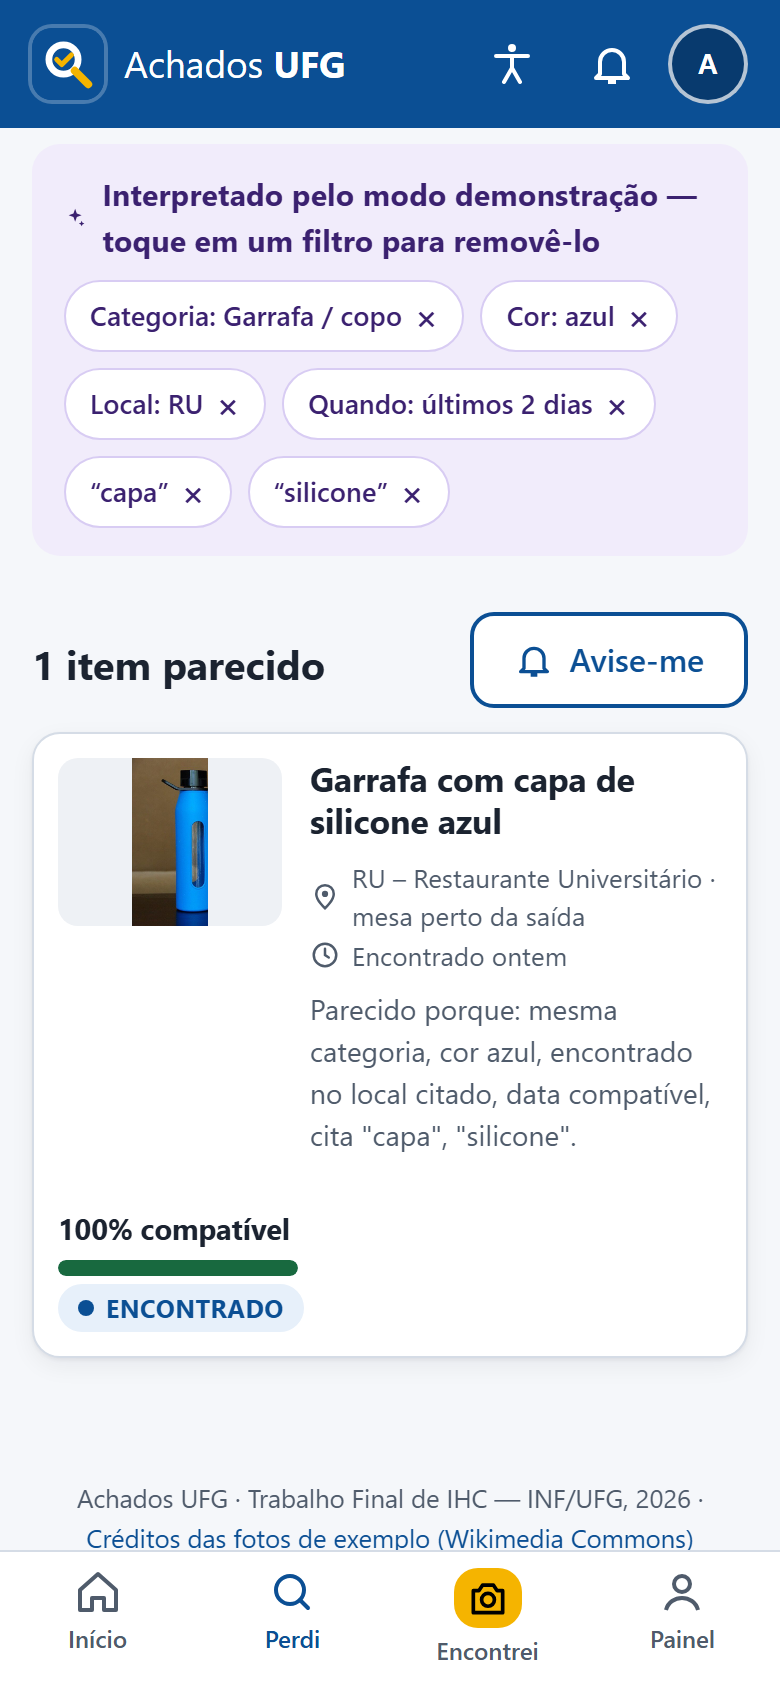 Achados UFG
A
Interpretado pelo modo demonstração —
toque em um filtro para removê-lo
Categoria: Garrafa / copo ×
Cor: azul ×
Local: RU ×
Quando: últimos 2 dias ×
“capa” ×
“silicone” ×
1 item parecido
Avise-me
Garrafa com capa de
silicone azul
RU – Restaurante Universitário ·
mesa perto da saída
Encontrado ontem
Parecido porque: mesma
categoria, cor azul, encontrado
no local citado, data compatível,
cita "capa", "silicone".
100% compatível
ENCONTRADO
Achados UFG · Trabalho Final de IHC — INF/UFG, 2026 ·
Créditos das fotos de exemplo (Wikimedia Commons)
Início
Perdi
Encontrei
Painel